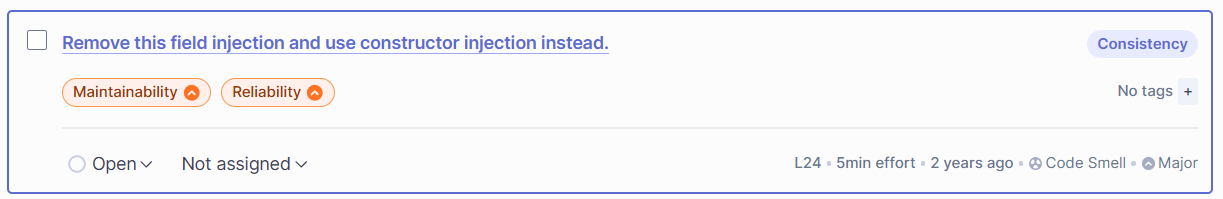 Remove this field injection and use constructor injection instead.
Consistency
Maintainability
Reliability
No tags +
Open
Not assigned
L24 • 5min effort • 2 years ago • Code Smell • Major